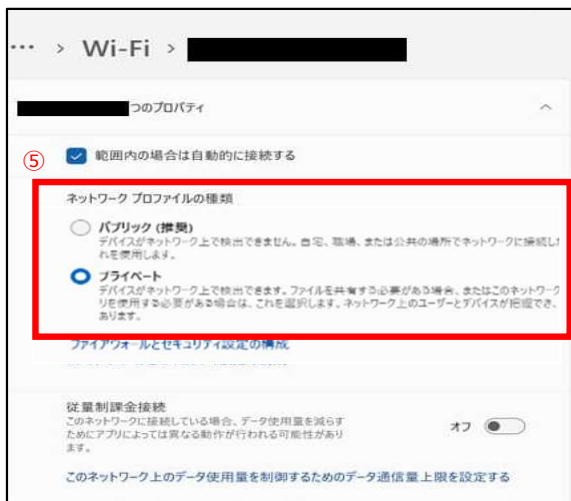 … > Wi-Fi >
つのプロパティ
⑤
範囲内の場合は自動的に接続する
ネットワーク プロファイルの種類
パブリック (推奨)
デバイスがネットワーク上で検出できません。自宅、職場、または公共の場所でネットワークに接続した
れを使用します。
プライベート
デバイスがネットワーク上で検出できます。ファイルを共有する必要がある場合、またはこのネットワーク
リを使用する必要がある場合は、これを選択します。ネットワーク上のユーザーとデバイスが把握でき、
あります。
ファイアウォールとセキュリティ設定の構成
従量制課金接続
このネットワークに接続している場合、データ使用量を減らす
ためにアプリによっては異なる動作が行われる可能性があり
ます。
オフ
このネットワーク上のデータ使用量を制御するためのデータ通信量上限を設定する